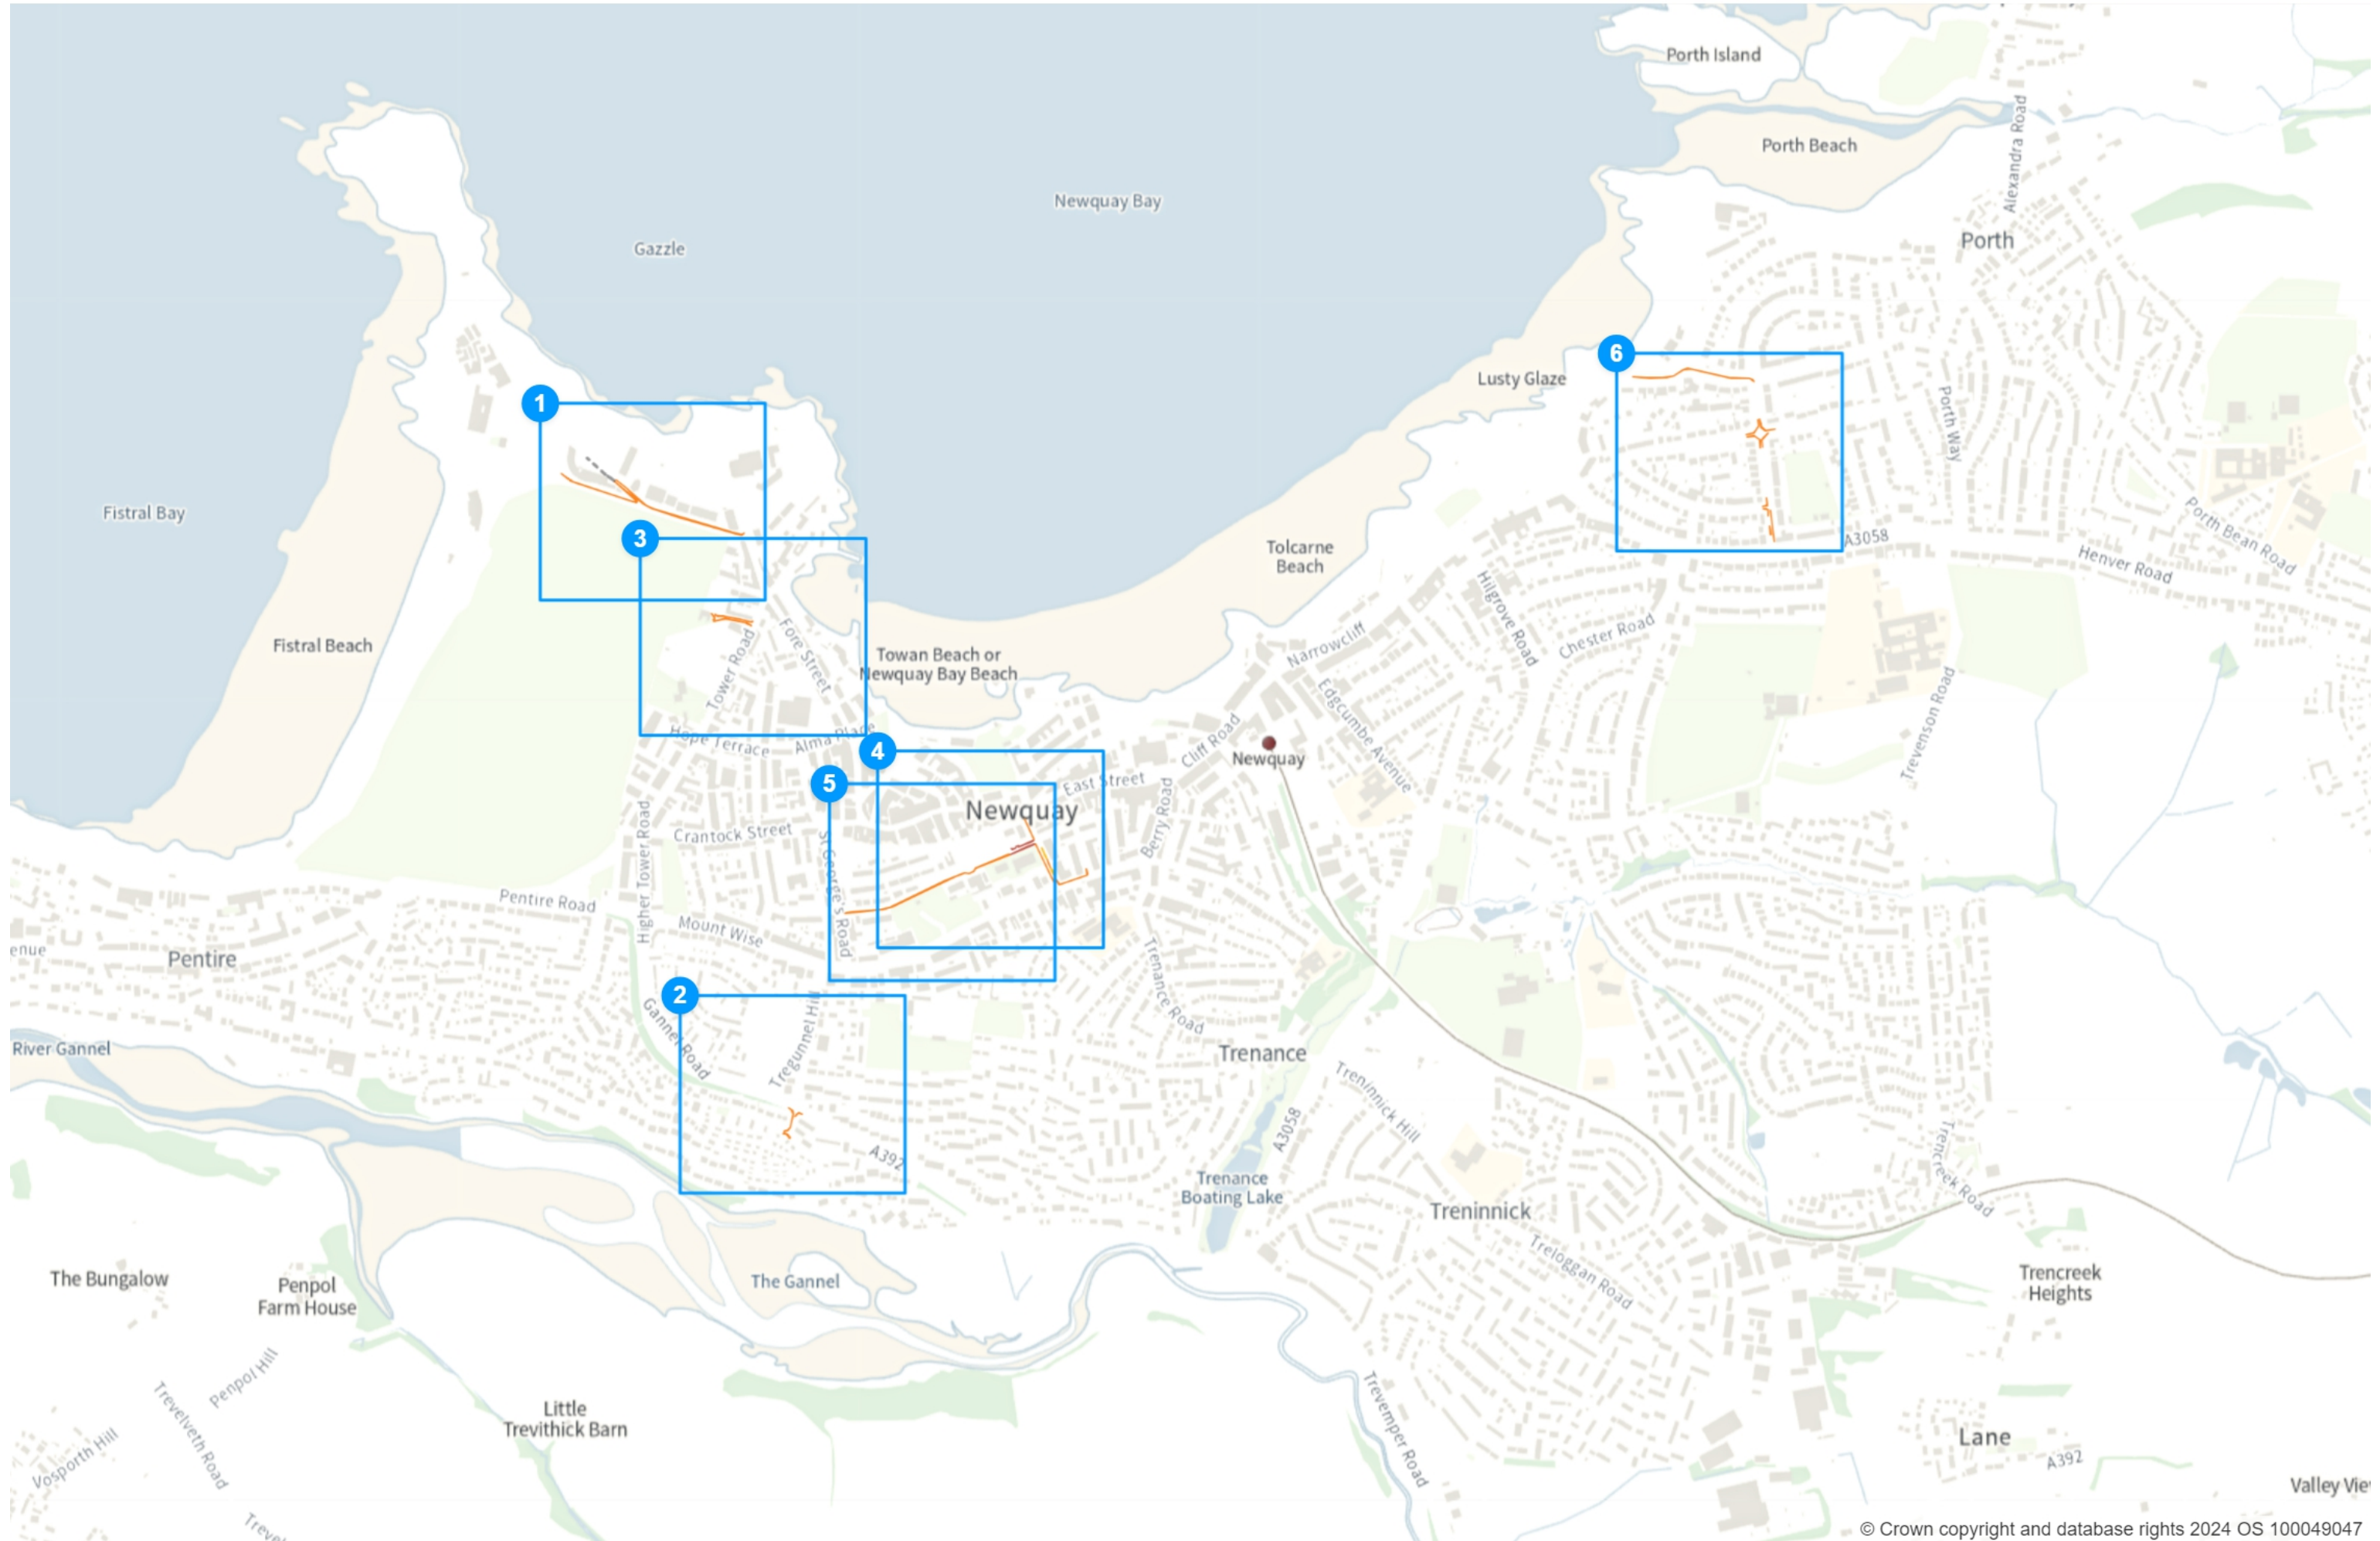 Porth Island
Porth Beach
Alexandra Road
Newquay Bay
Porth
Gazzle
6
Lusty Glaze
1
Porth Way
Fistral Bay
3
A3058
Porth Bean Road
Henver Road
Tolcarne
Beach
Hilgrove Road
Chester Road
Narrowcliff
Fistral Beach
Fore Street
Tower Road
Towan Beach or
Newquay Bay Beach
Edgcumbe Avenue
Trevenson Road
Hope Terrace
Alma Place
Cliff Road
4
Newquay
5
East Street
Newquay
Berry Road
Crantock Street
St George's Road
Higher Tower Road
Pentire Road
Mount Wise
enue
Pentire
Trenance Road
2
Gannel Road
Tregunnel Hill
River Gannel
Trenance
Treninnick Hill
A3058
A392
Trencreek Road
Trenance
Boating Lake
Treninnick
Treloggan Road
The Bungalow
Penpol
Farm House
The Gannel
Trencreek
Heights
Penpol Hill
Trevelveth Road
Little
Trevithick Barn
Trevemper Road
Vosporth Hill
Lane
A392
Valley Vie
Trevel
© Crown copyright and database rights 2024 OS 100049047